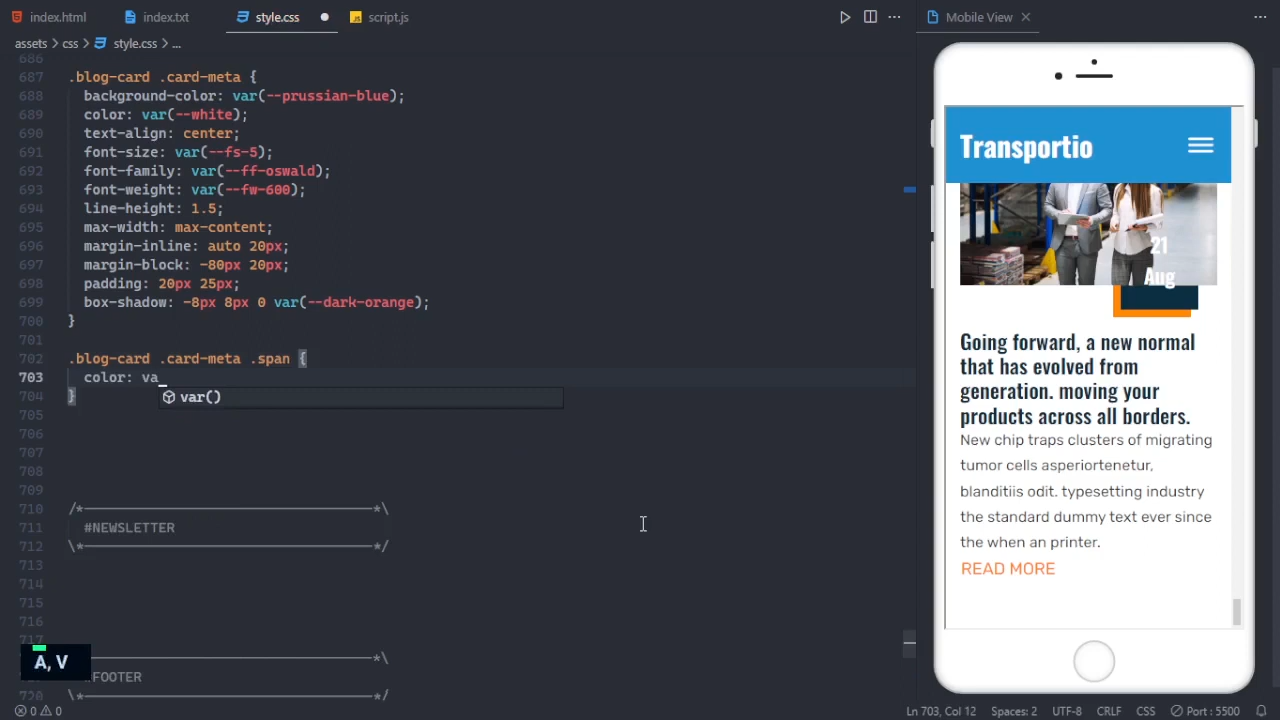 index.html index.txt style.css script.js
assets > css > style.css > ...
686
687 .blog-card .card-meta {
688 background-color: var(--prussian-blue);
689 color: var(--white);
690 text-align: center;
691 font-size: var(--fs-5);
692 font-family: var(--ff-oswald);
693 font-weight: var(--fw-600);
694 line-height: 1.5;
695 max-width: max-content;
696 margin-inline: auto 20px;
697 margin-block: -80px 20px;
698 padding: 20px 25px;
699 box-shadow: -8px 8px 0 var(--dark-orange);
700 }
701
702 .blog-card .card-meta .span {
703 color: va
var()
704 }
705
706
707
708
709
710 /*-----------------------------------*\
711 #NEWSLETTER
712 \*-----------------------------------*/
713
714
715
716
717
-----------------------------------*\
FOOTER
720 \*-----------------------------------*/
A, V
Mobile View
Transportio
21
Aug
Going forward, a new normal
that has evolved from
generation. moving your
products across all borders.
New chip traps clusters of migrating
tumor cells asperiortenetur,
blanditiis odit. typesetting industry
the standard dummy text ever since
the when an printer.
READ MORE
0 0 Ln 703, Col 12 Spaces: 2 UTF-8 CRLF CSS Port : 5500